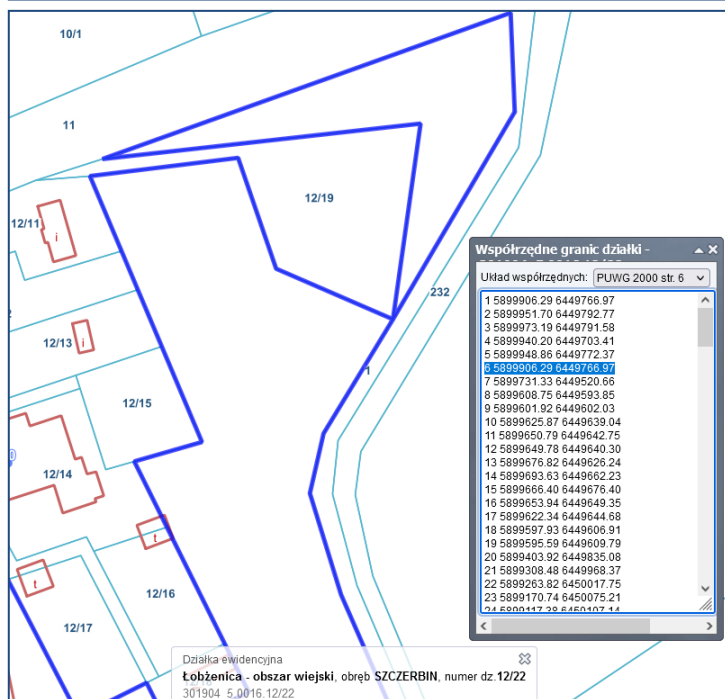 10/1
11
12/19
12/11
i
232
12/13
i
1
12/15
12/14
t
t
12/16
12/17
Współrzędne granic działki -
Układ współrzędnych: PUWG 2000 str. 6
1 5899906.29 6449766.97
2 5899951.70 6449792.77
3 5899973.19 6449791.58
4 5899940.20 6449703.41
5 5899948.86 6449772.37
6 5899906.29 6449766.97
7 5899731.33 6449520.66
8 5899608.75 6449593.85
9 5899601.92 6449602.03
10 5899625.87 6449639.04
11 5899650.79 6449642.75
12 5899649.78 6449640.30
13 5899676.82 6449626.24
14 5899693.63 6449662.23
15 5899666.40 6449676.40
16 5899653.94 6449649.35
17 5899622.34 6449644.68
18 5899597.93 6449606.91
19 5899595.59 6449609.79
20 5899403.92 6449835.08
21 5899308.48 6449968.37
22 5899263.82 6450017.75
23 5899170.74 6450075.21
24 5899117.38 6450107.14
Działka ewidencyjna
Łobżenica - obszar wiejski, obręb SZCZERBIN, numer dz. 12/22
301904_5.0016.12/22